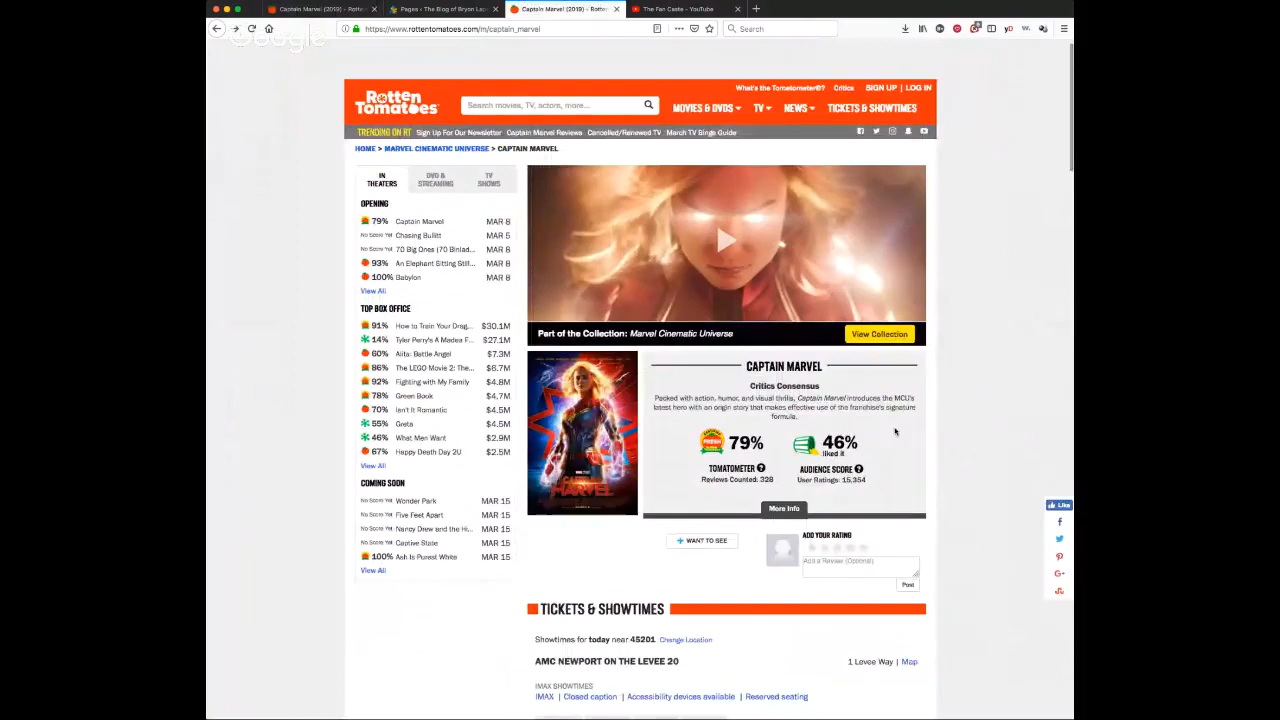 Captain Marvel (2019) - Rotte
Pages ‹ The Blog of Bryon Lap
Captain Marvel (2019) - Rotte
The Fan Caste - YouTube
https://www.rottentomatoes.com/m/captain_marvel
Search
Google
What's the Tomatometer®? Critics SIGN UP | LOG IN
Rotten Tomatoes
Search movies, TV, actors, more...
MOVIES & DVDS TV NEWS TICKETS & SHOWTIMES
TRENDING ON RT Sign Up For Our Newsletter Captain Marvel Reviews Cancelled/Renewed TV March TV Binge Guide
HOME > MARVEL CINEMATIC UNIVERSE > CAPTAIN MARVEL
IN THEATERS
DVD & STREAMING
TV SHOWS
OPENING
79% Captain Marvel MAR 8
No Score Yet Chasing Bullitt MAR 5
No Score Yet 70 Big Ones (70 Binlad... MAR 8
93% An Elephant Sitting Still... MAR 8
100% Babylon MAR 8
View All
TOP BOX OFFICE
91% How to Train Your Drag... $30.1M
14% Tyler Perry's A Madea F... $27.1M
60% Alita: Battle Angel $7.3M
86% The LEGO Movie 2: The... $6.7M
92% Fighting with My Family $4.8M
78% Green Book $4.7M
70% Isn't It Romantic $4.5M
55% Greta $4.5M
46% What Men Want $2.9M
67% Happy Death Day 2U $2.5M
View All
COMING SOON
No Score Yet Wonder Park MAR 15
No Score Yet Five Feet Apart MAR 15
No Score Yet Nancy Drew and the Hi... MAR 15
No Score Yet Captive State MAR 15
100% Ash Is Purest White MAR 15
View All
Part of the Collection: Marvel Cinematic Universe
View Collection
CAPTAIN MARVEL
CAPTAIN MARVEL
Critics Consensus
Packed with action, humor, and visual thrills, Captain Marvel introduces the MCU's
latest hero with an origin story that makes effective use of the franchise's signature
formula.
FRESH 79%
46%
liked it
TOMATOMETER
AUDIENCE SCORE
Reviews Counted: 328
User Ratings: 15,354
More Info
WANT TO SEE
ADD YOUR RATING
Add a Review (Optional)
Post
Like
TICKETS & SHOWTIMES
Showtimes for today near 45201 Change Location
AMC NEWPORT ON THE LEVEE 20
1 Levee Way | Map
IMAX SHOWTIMES
IMAX | Closed caption | Accessibility devices available | Reserved seating